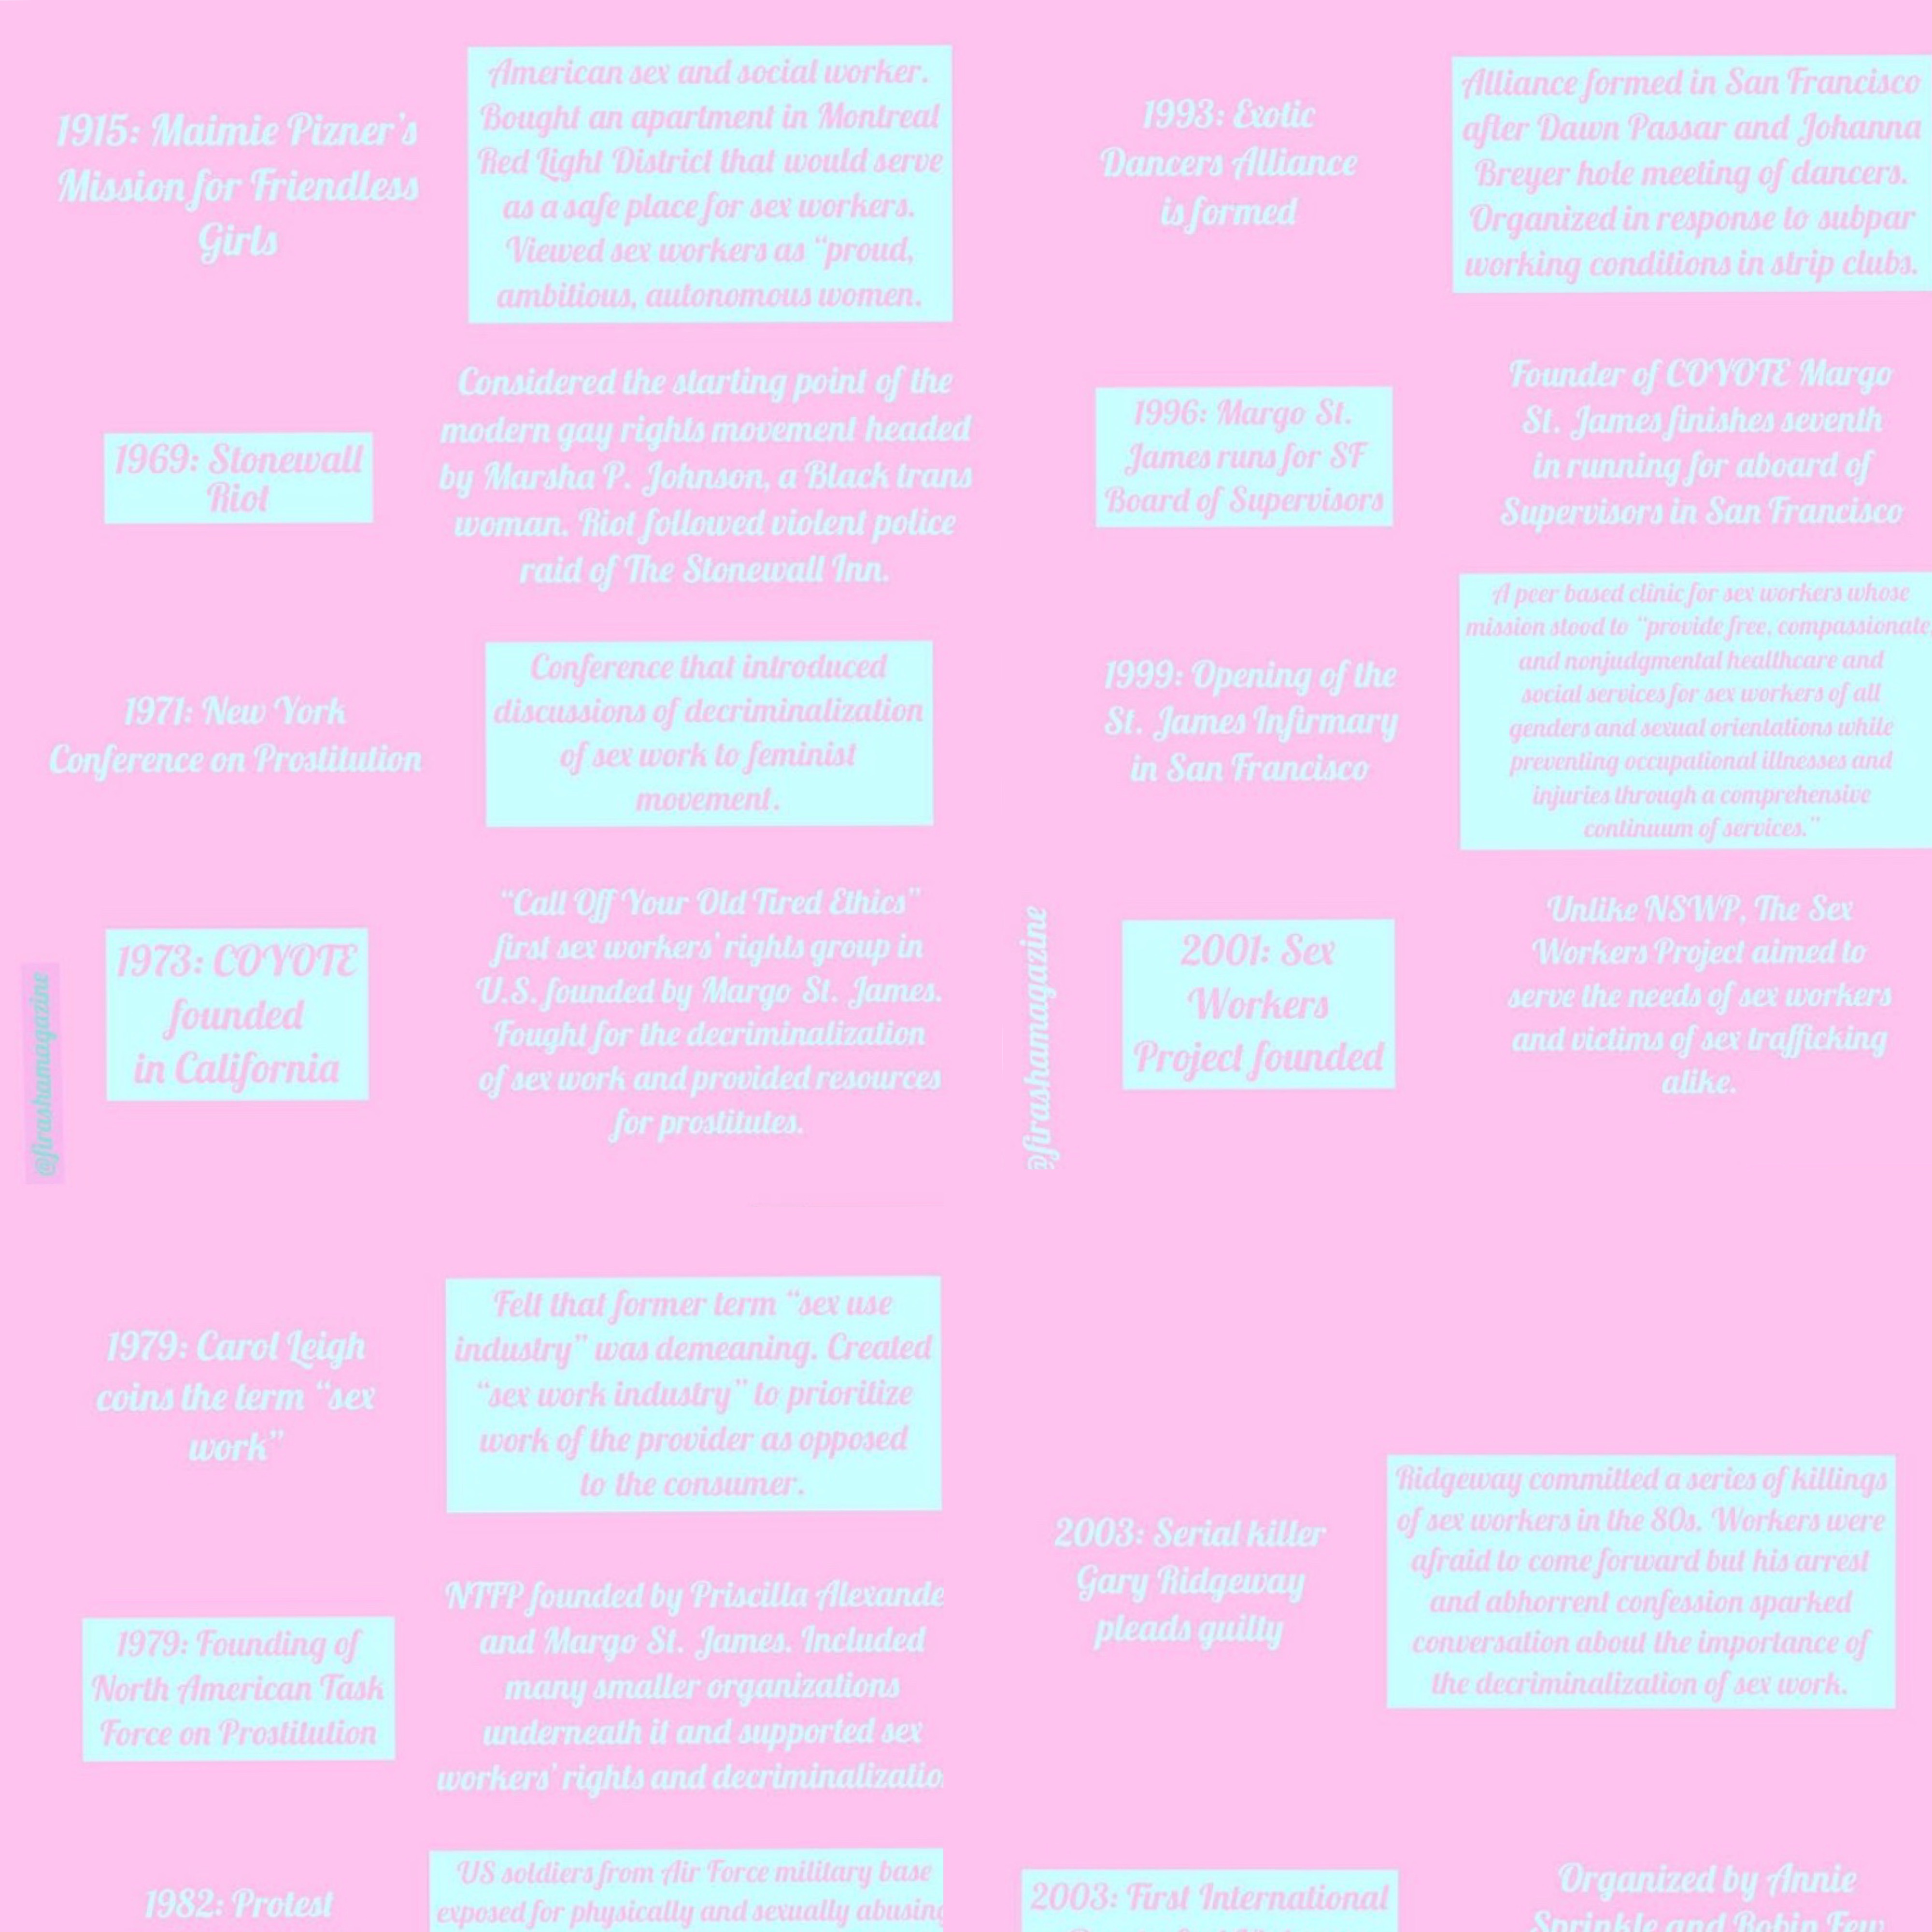 1915: Maimie Pizner's
Mission for Friendless
Girls
American sex and social worker.
Bought an apartment in Montreal
Red Light District that would serve
as a safe place for sex workers.
Viewed sex workers as “proud,
ambitious, autonomous women.
1969: Stonewall
Riot
Considered the starting point of the
modern gay rights movement headed
by Marsha P. Johnson, a Black trans
woman. Riot followed violent police
raid of The Stonewall Inn.
1971: New York
Conference on Prostitution
Conference that introduced
discussions of decriminalization
of sex work to feminist
movement.
1973: COYOTE
founded
in California
“Call Off Your Old Tired Ethics”
first sex workers' rights group in
U.S. founded by Margo St. James.
Fought for the decriminalization
of sex work and provided resources
for prostitutes.
@firashamagazine
1979: Carol Leigh
coins the term “sex
work”
Felt that former term “sex use
industry” was demeaning. Created
“sex work industry” to prioritize
work of the provider as opposed
to the consumer.
1979: Founding of
North American Task
Force on Prostitution
NTFP founded by Priscilla Alexande
and Margo St. James. Included
many smaller organizations
underneath it and supported sex
workers' rights and decriminalizatio
1982: Protest
US soldiers from Air Force military base
exposed for physically and sexually abusing
1993: Exotic
Dancers Alliance
is formed
Alliance formed in San Francisco
after Dawn Passar and Johanna
Breyer hole meeting of dancers.
Organized in response to subpar
working conditions in strip clubs.
1996: Margo St.
James runs for SF
Board of Supervisors
Founder of COYOTE Margo
St. James finishes seventh
in running for aboard of
Supervisors in San Francisco
1999: Opening of the
St. James Infirmary
in San Francisco
A peer based clinic for sex workers whose
mission stood to “provide free, compassionate,
and nonjudgmental healthcare and
social services for sex workers of all
genders and sexual orientations while
preventing occupational illnesses and
injuries through a comprehensive
continuum of services.”
2001: Sex
Workers
Project founded
Unlike NSWP, The Sex
Workers Project aimed to
serve the needs of sex workers
and victims of sex trafficking
alike.
@firashamagazine
2003: Serial killer
Gary Ridgeway
pleads guilty
Ridgeway committed a series of killings
of sex workers in the 80s. Workers were
afraid to come forward but his arrest
and abhorrent confession sparked
conversation about the importance of
the decriminalization of sex work.
2003: First International
Organized by Annie
Sprinkle and Robin Few